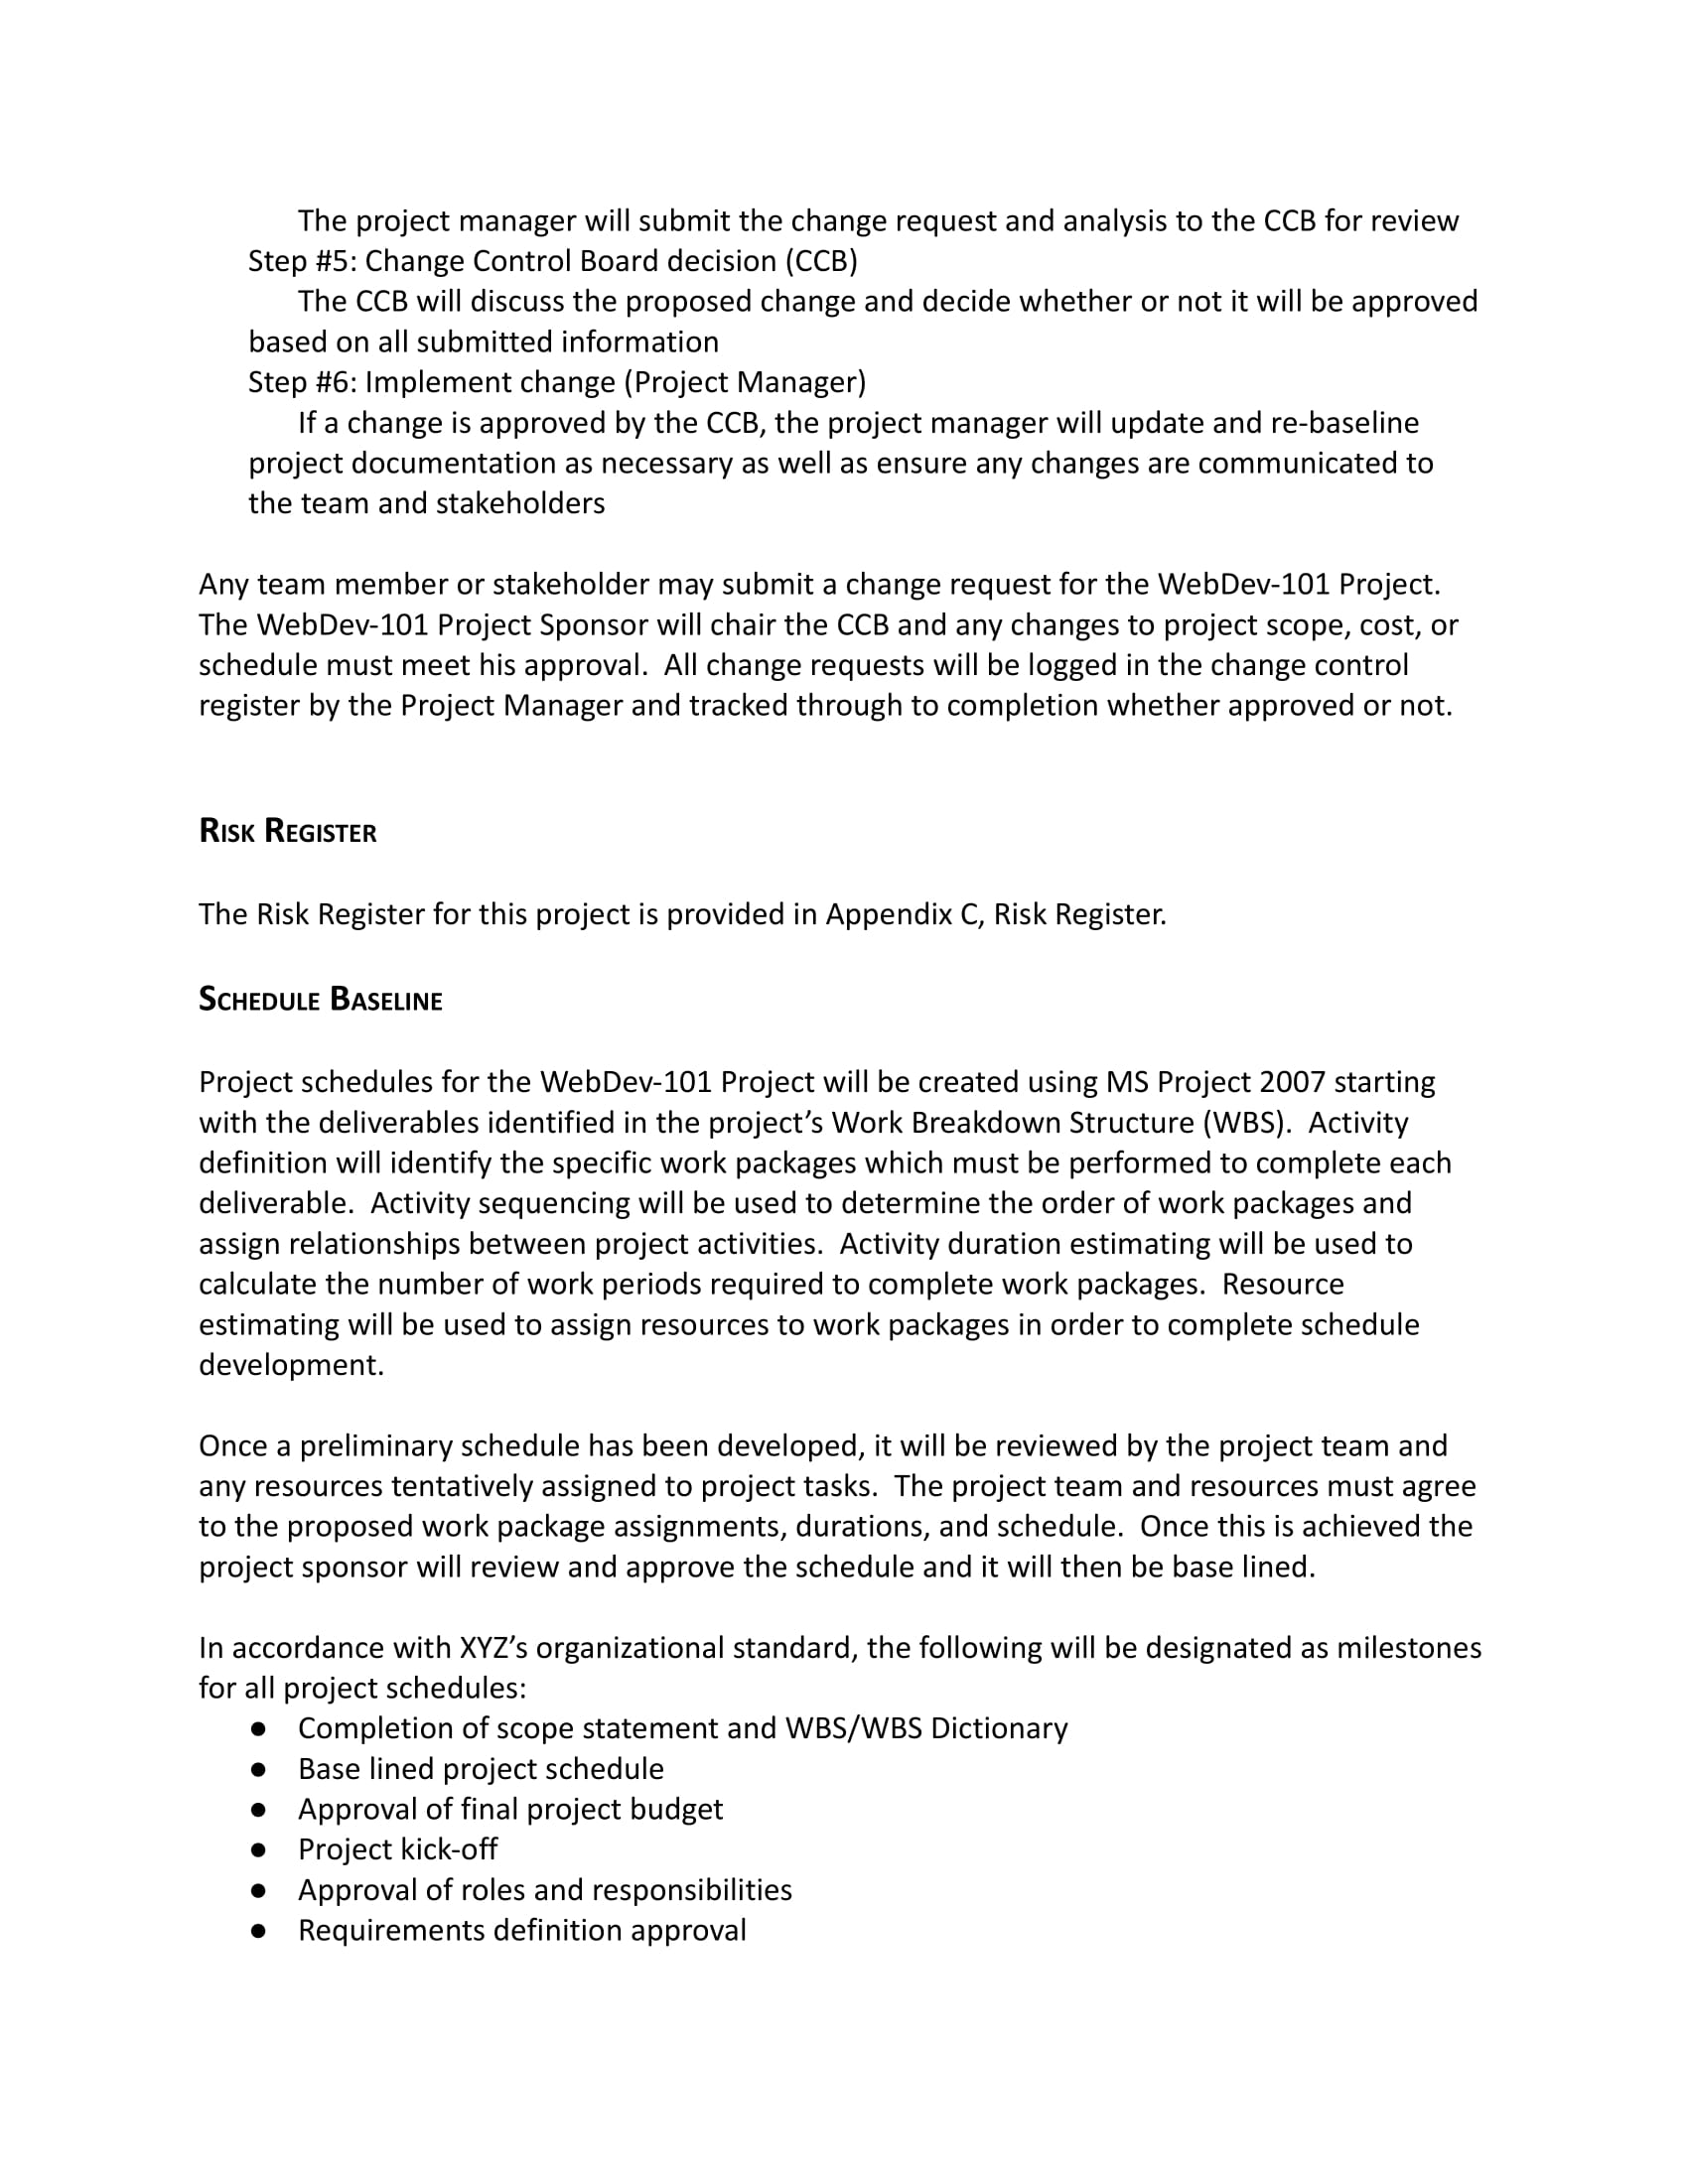 The project manager will submit the change request and analysis to the CCB for review
Step #5: Change Control Board decision (CCB)
The CCB will discuss the proposed change and decide whether or not it will be approved
based on all submitted information
Step #6: Implement change (Project Manager)
If a change is approved by the CCB, the project manager will update and re-baseline
project documentation as necessary as well as ensure any changes are communicated to
the team and stakeholders
Any team member or stakeholder may submit a change request for the WebDev-101 Project.
The WebDev-101 Project Sponsor will chair the CCB and any changes to project scope, cost, or
schedule must meet his approval.  All change requests will be logged in the change control
register by the Project Manager and tracked through to completion whether approved or not.
Risk Register
The Risk Register for this project is provided in Appendix C, Risk Register.
Schedule Baseline
Project schedules for the WebDev-101 Project will be created using MS Project 2007 starting
with the deliverables identified in the project’s Work Breakdown Structure (WBS).  Activity
definition will identify the specific work packages which must be performed to complete each
deliverable.  Activity sequencing will be used to determine the order of work packages and
assign relationships between project activities.  Activity duration estimating will be used to
calculate the number of work periods required to complete work packages.  Resource
estimating will be used to assign resources to work packages in order to complete schedule
development.
Once a preliminary schedule has been developed, it will be reviewed by the project team and
any resources tentatively assigned to project tasks.  The project team and resources must agree
to the proposed work package assignments, durations, and schedule.  Once this is achieved the
project sponsor will review and approve the schedule and it will then be base lined.
In accordance with XYZ’s organizational standard, the following will be designated as milestones
for all project schedules:
● Completion of scope statement and WBS/WBS Dictionary
● Base lined project schedule
● Approval of final project budget
● Project kick-off
● Approval of roles and responsibilities
● Requirements definition approval